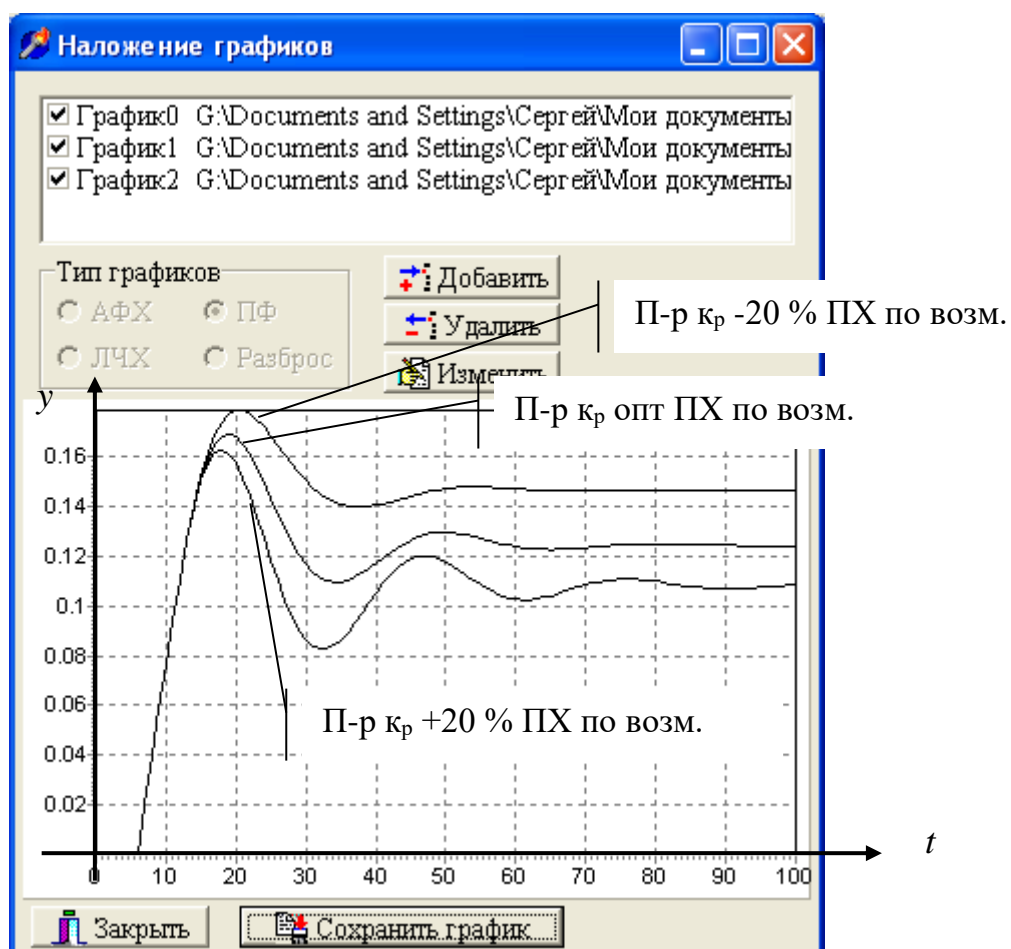 Наложение графиков
График0 G:\Documents and Settings\Сергей\Мои документы
График1 G:\Documents and Settings\Сергей\Мои документы
График2 G:\Documents and Settings\Сергей\Мои документы
Тип графиков
АФХ ПФ
ЛЧХ Разброс
Добавить
Удалить
Изменить
П-р кр -20 % ПХ по возм.
П-р кр опт ПХ по возм.
П-р кр +20 % ПХ по возм.
y
0.16
0.14
0.12
0.1
0.08
0.06
0.04
0.02
0 10 20 30 40 50 60 70 80 90 100
t
Закрыть Сохранить график